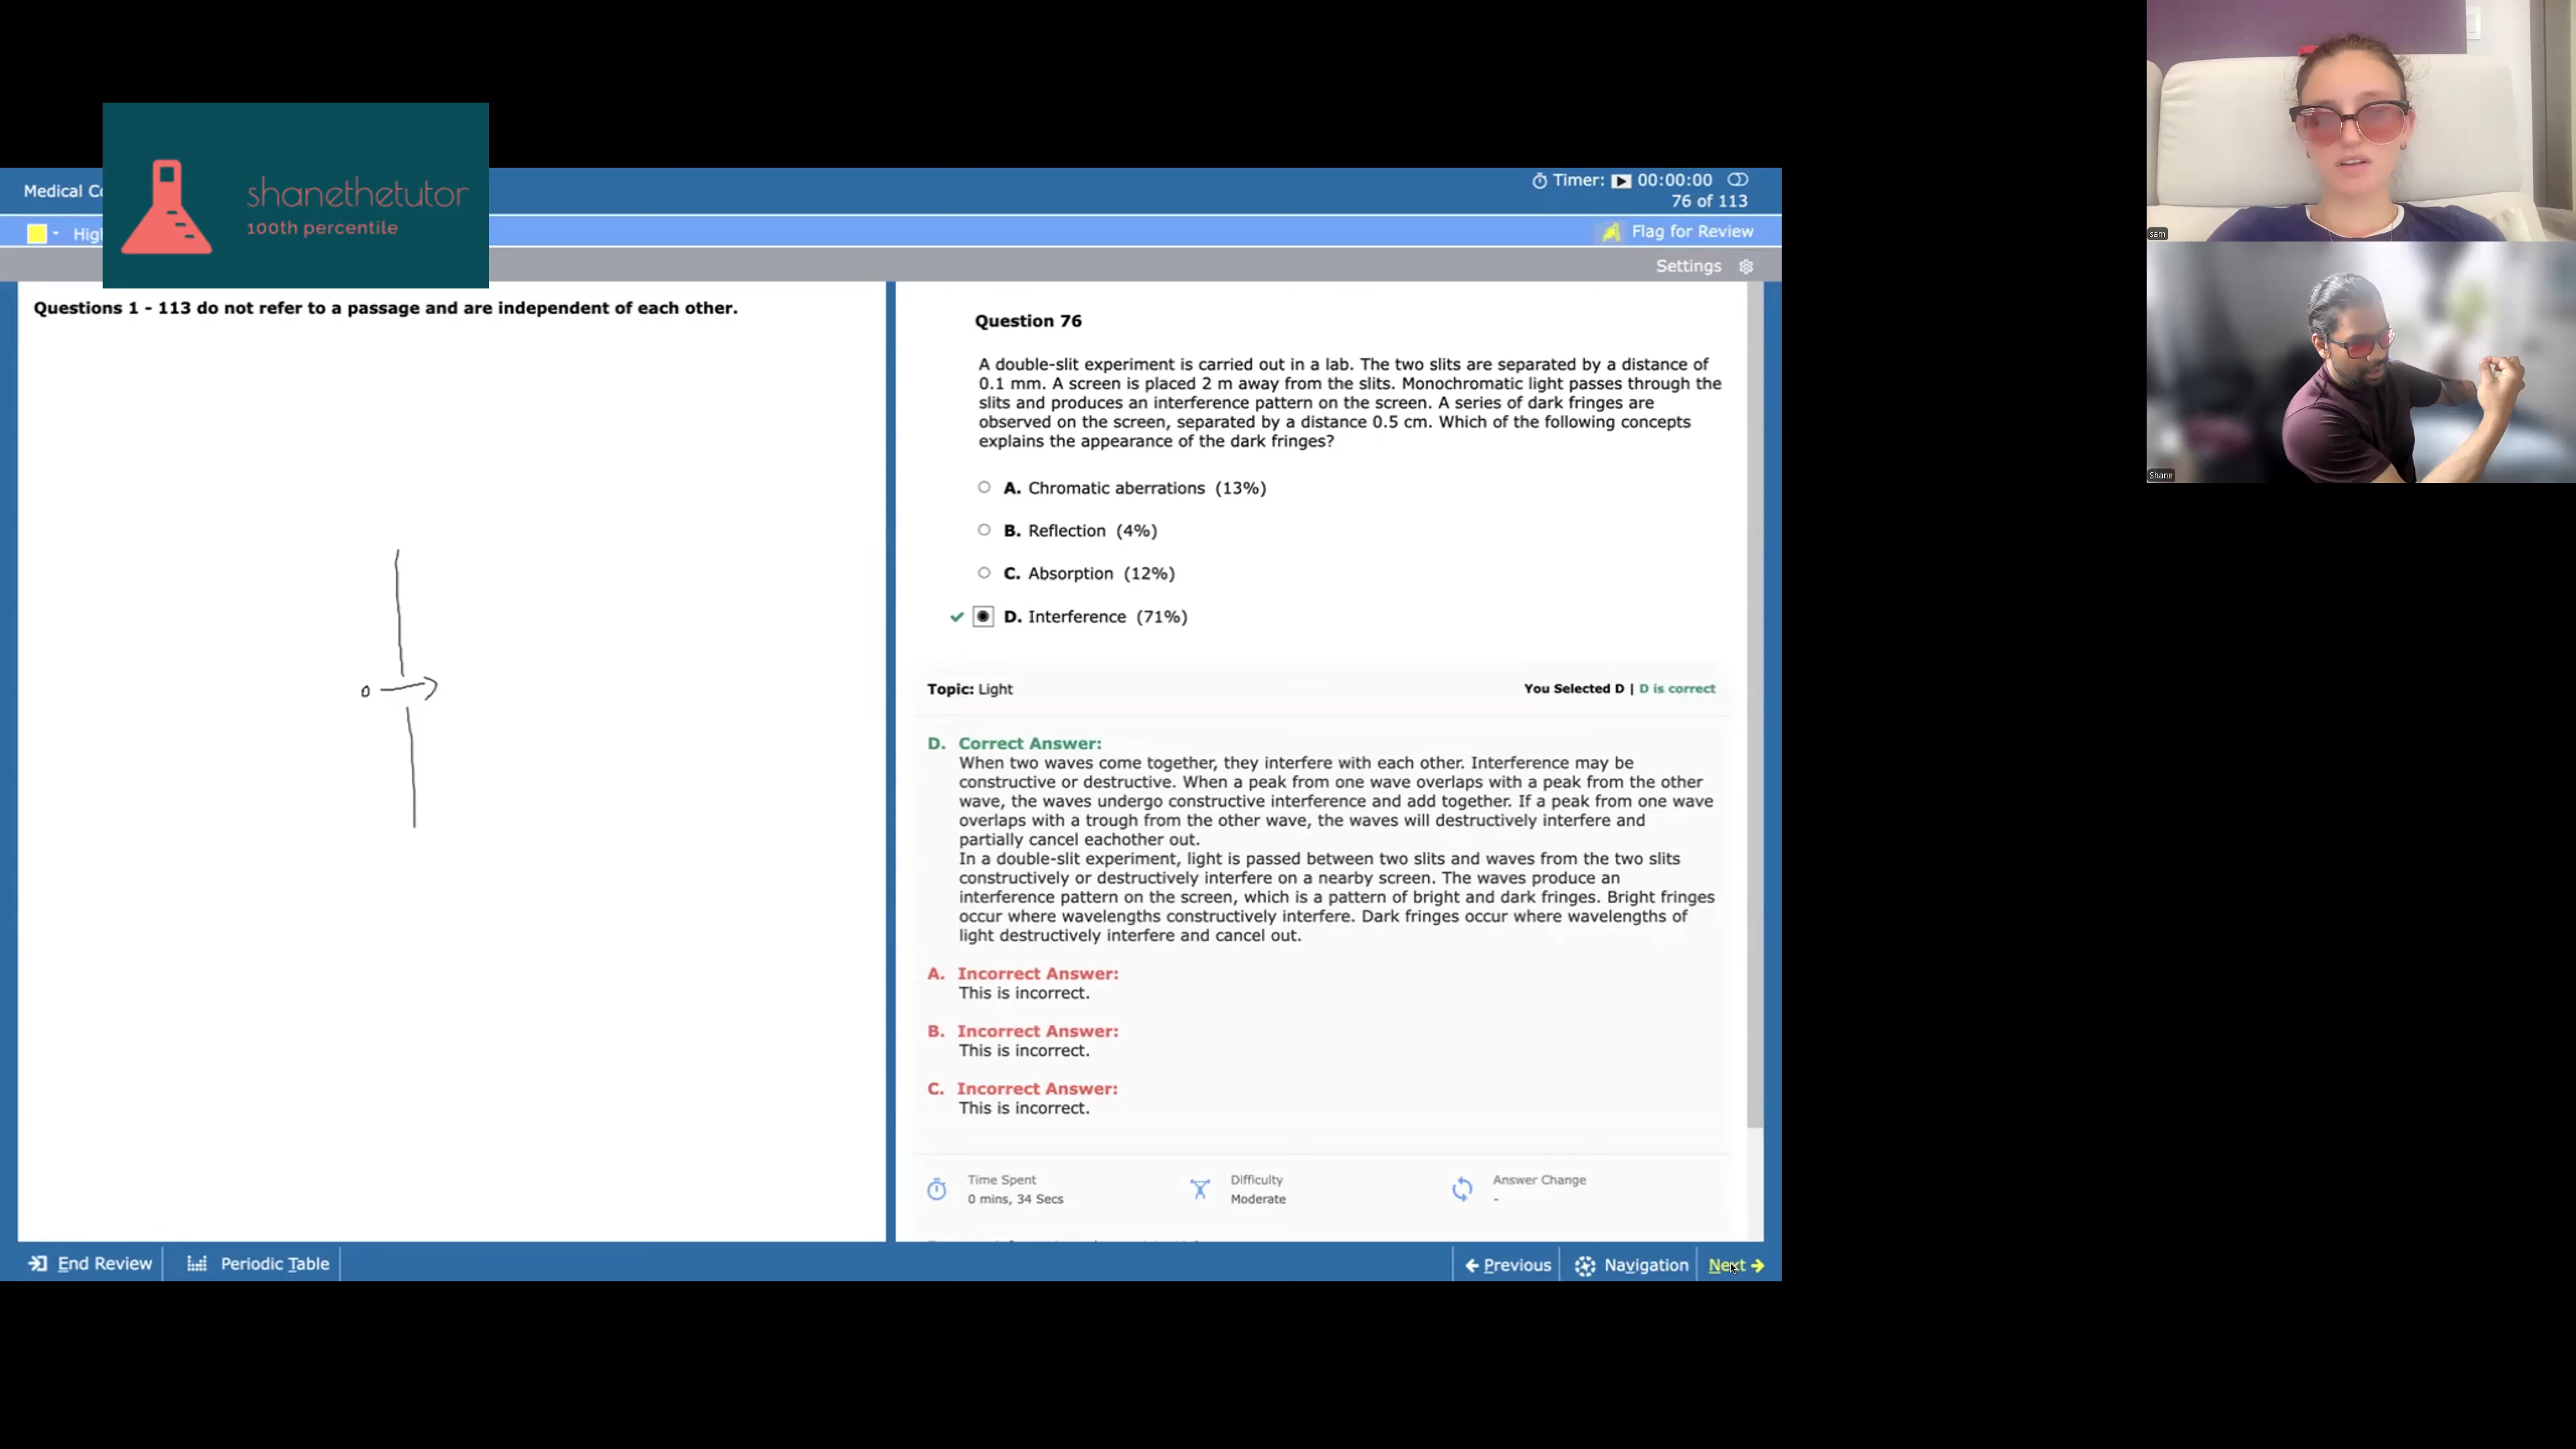 shanethetutor
100th percentile
Medical Co
Timer: 00:00:00
76 of 113
High
Flag for Review
Settings
Questions 1 - 113 do not refer to a passage and are independent of each other.
o
Question 76
A double-slit experiment is carried out in a lab. The two slits are separated by a distance of
0.1 mm. A screen is placed 2 m away from the slits. Monochromatic light passes through the
slits and produces an interference pattern on the screen. A series of dark fringes are
observed on the screen, separated by a distance 0.5 cm. Which of the following concepts
explains the appearance of the dark fringes?
A. Chromatic aberrations (13%)
B. Reflection (4%)
C. Absorption (12%)
D. Interference (71%)
Topic: Light
You Selected D | D is correct
D. Correct Answer:
When two waves come together, they interfere with each other. Interference may be
constructive or destructive. When a peak from one wave overlaps with a peak from the other
wave, the waves undergo constructive interference and add together. If a peak from one wave
overlaps with a trough from the other wave, the waves will destructively interfere and
partially cancel eachother out.
In a double-slit experiment, light is passed between two slits and waves from the two slits
constructively or destructively interfere on a nearby screen. The waves produce an
interference pattern on the screen, which is a pattern of bright and dark fringes. Bright fringes
occur where wavelengths constructively interfere. Dark fringes occur where wavelengths of
light destructively interfere and cancel out.
A. Incorrect Answer:
This is incorrect.
B. Incorrect Answer:
This is incorrect.
C. Incorrect Answer:
This is incorrect.
Time Spent
0 mins, 34 Secs
Difficulty
Moderate
Answer Change
-
End Review
Periodic Table
Previous
Navigation
Next
sam
Shane